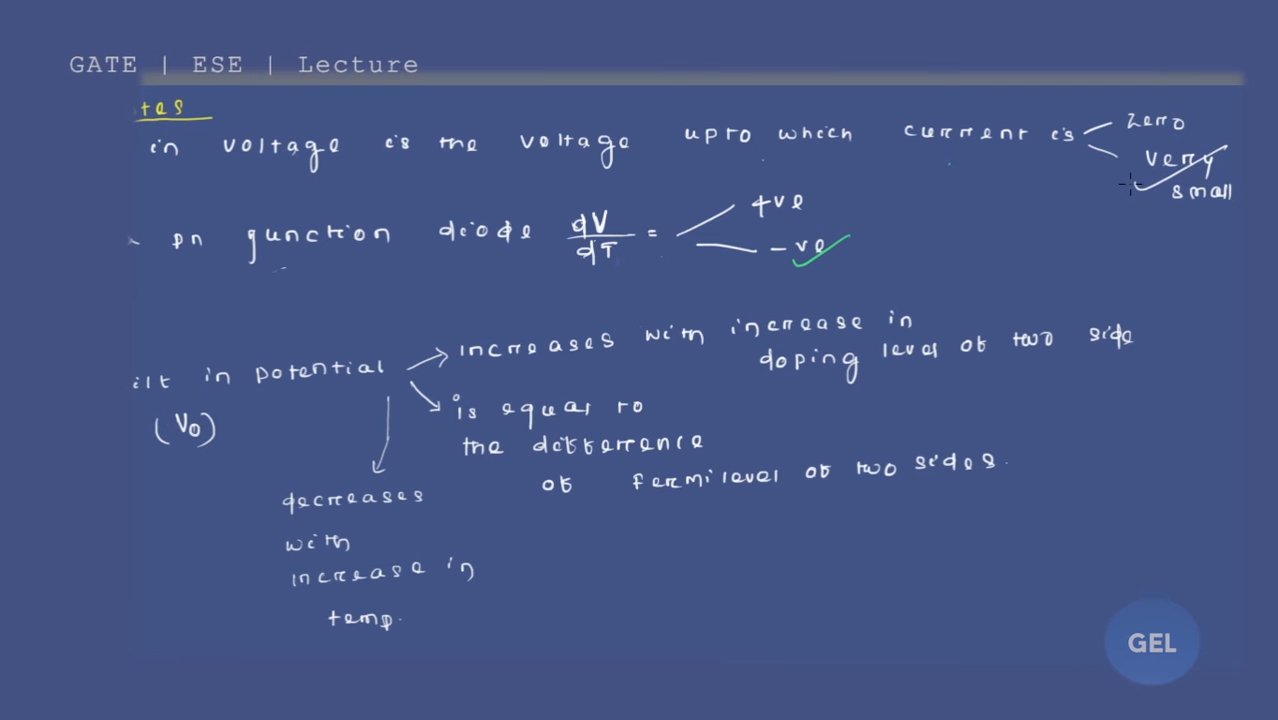 GATE | ESE | Lecture
tes
in voltage is the voltage upto which current is zero
very small
pn junction diode dV/dT = +ve
-ve
increases with increase in doping level of two side
ilt in potential
(V₀)
is equal to
the difference
of fermi level of two sides.
decreases
with
increase in
temp.
GEL